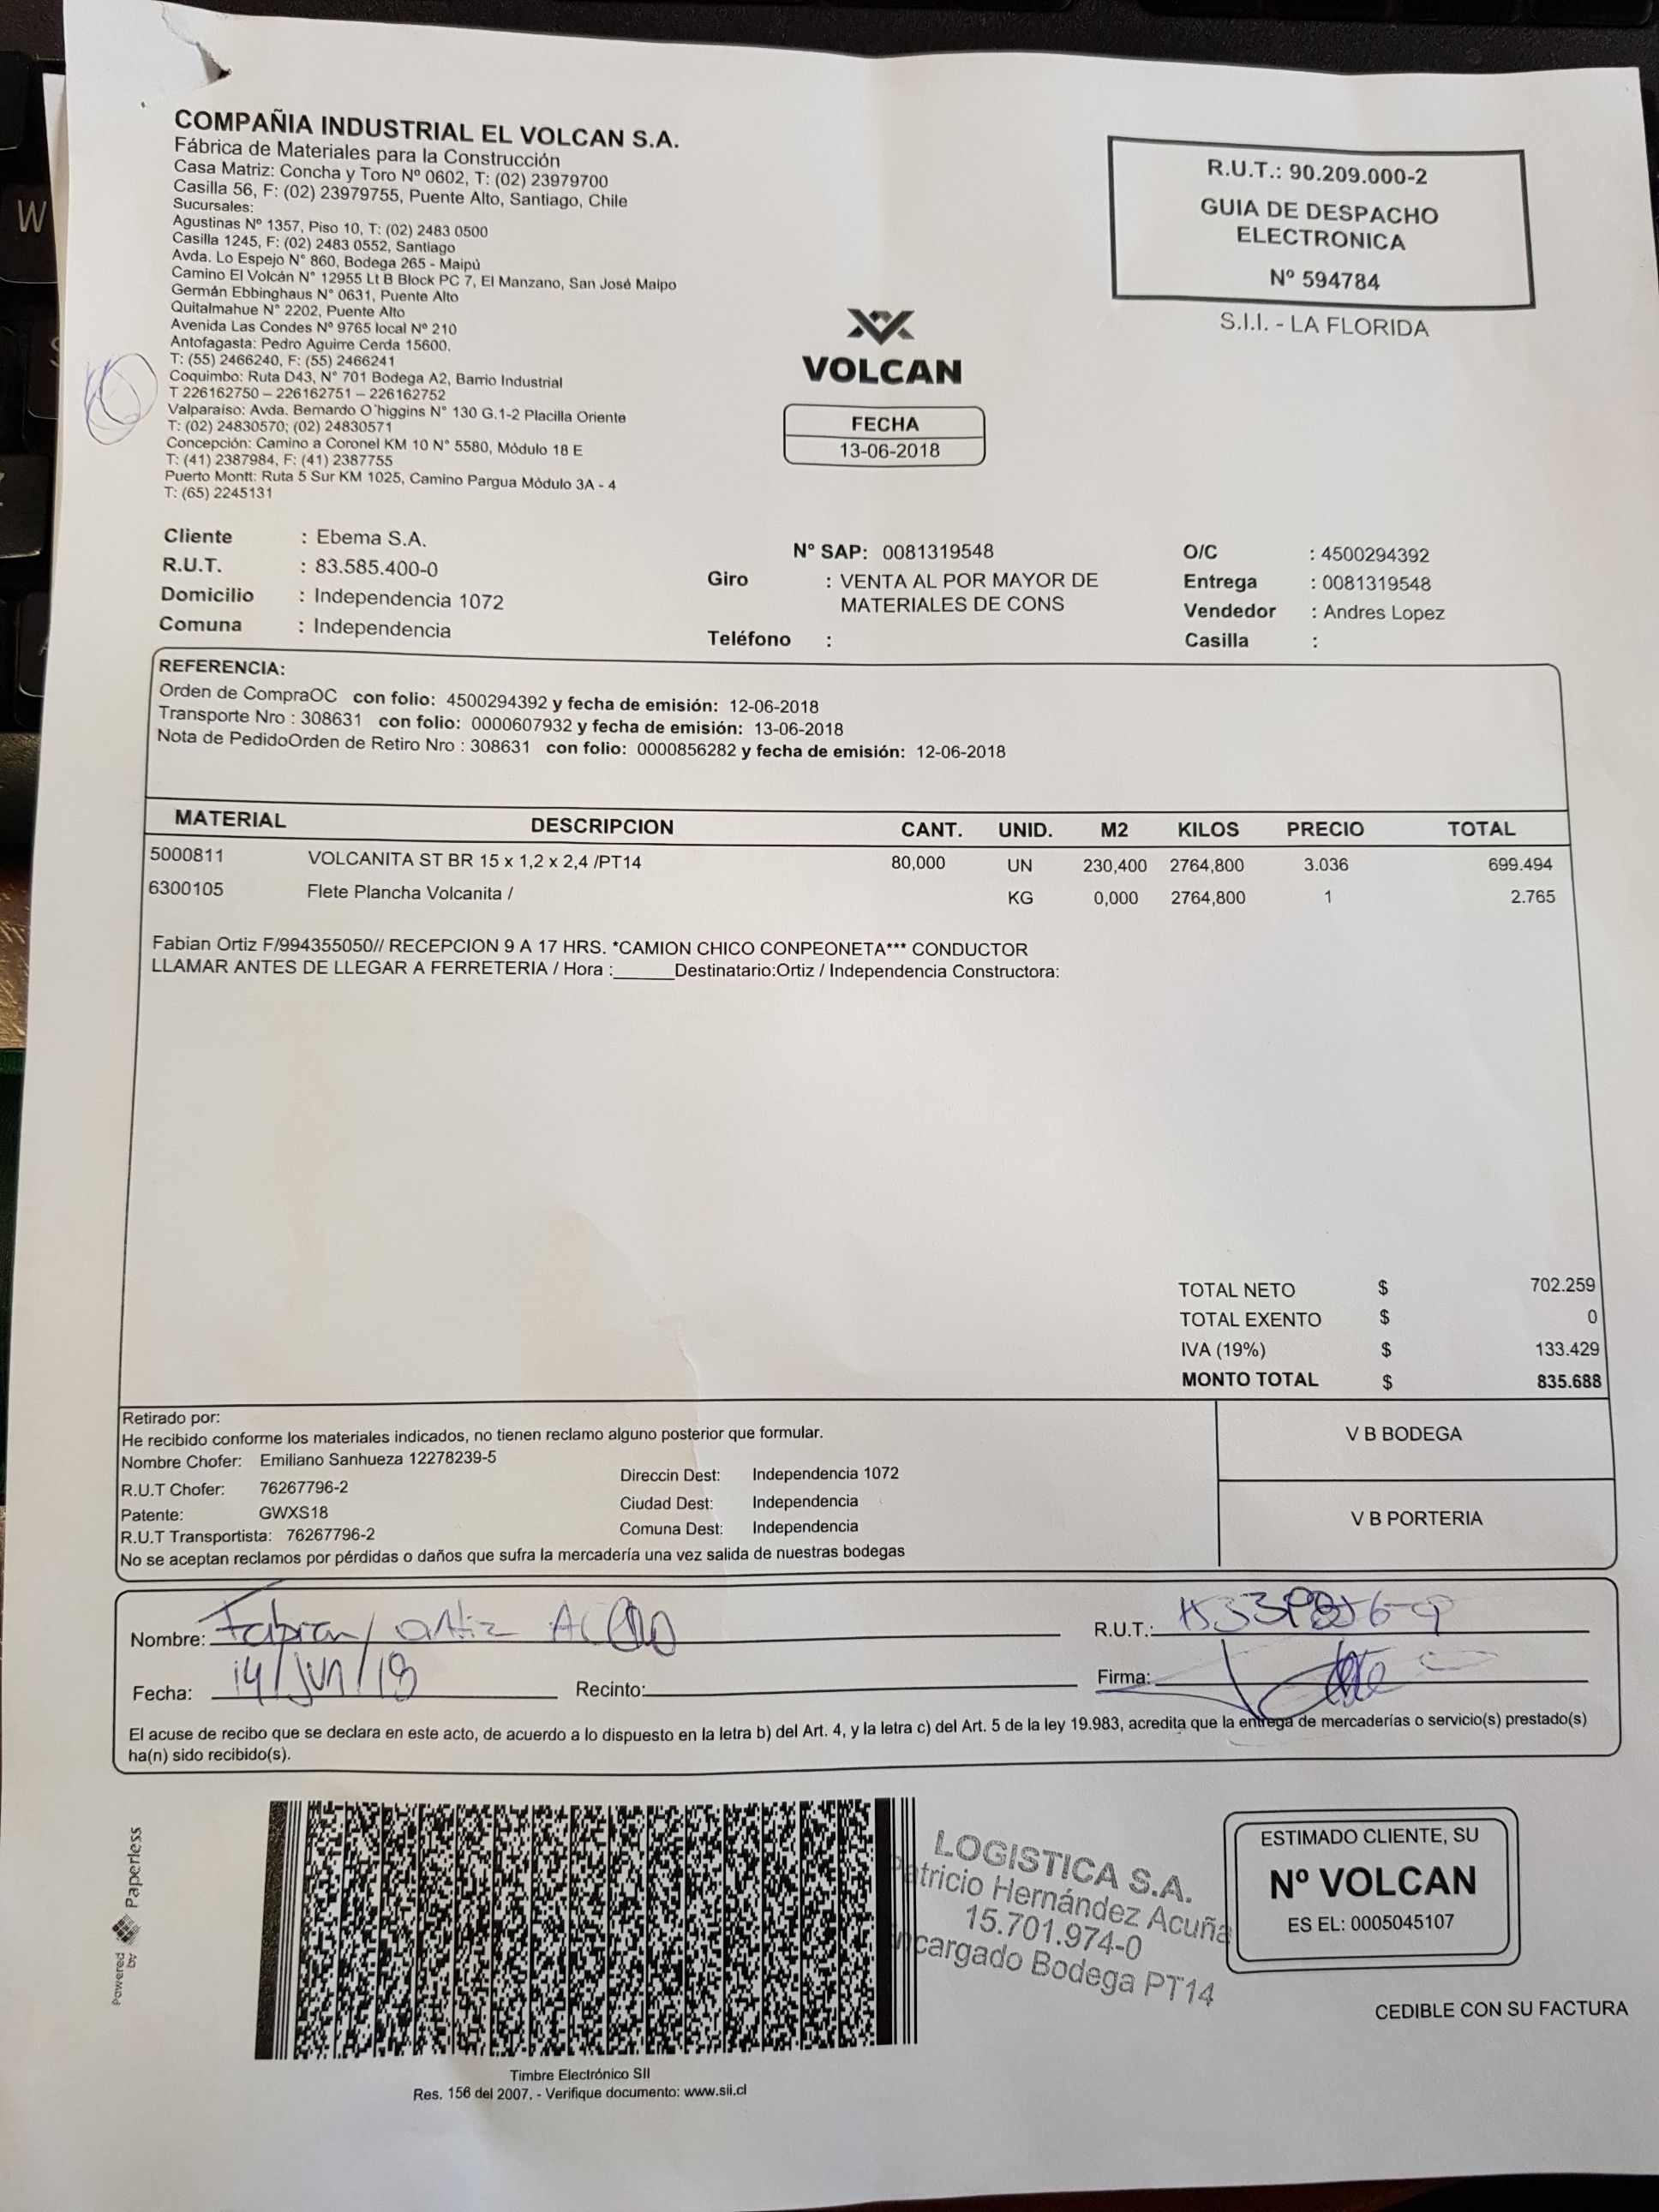 COMPAÑIA INDUSTRIAL EL VOLCAN S.A.
Fábrica de Materiales para la Construcción
Casa Matriz: Concha y Toro Nº 0602, T: (02) 23979700
Casilla 56, F: (02) 23979755, Puente Alto, Santiago, Chile
Sucursales:
Agustinas Nº 1357, Piso 10, T: (02) 2483 0500
Casilla 1245, F: (02) 2483 0552, Santiago
Avda. Lo Espejo N° 860, Bodega 265 - Maipú
Camino El Volcán N° 12955 Lt B Block PC 7, El Manzano, San José Maipo
Germán Ebbinghaus N° 0631, Puente Alto
Quitalmahue N° 2202, Puente Alto
Avenida Las Condes Nº 9765 local Nº 210
Antofagasta: Pedro Aguirre Cerda 15600.
T: (55) 2466240, F: (55) 2466241
Coquimbo: Ruta D43, N° 701 Bodega A2, Barrio Industrial
T 226162750 – 226162751 – 226162752
Valparaíso: Avda. Bernardo O´higgins N° 130 G.1-2 Placilla Oriente
T: (02) 24830570; (02) 24830571
Concepción: Camino a Coronel KM 10 N° 5580, Módulo 18 E
T: (41) 2387984, F: (41) 2387755
Puerto Montt: Ruta 5 Sur KM 1025, Camino Pargua Módulo 3A - 4
T: (65) 2245131
R.U.T.: 90.209.000-2
GUIA DE DESPACHO
ELECTRONICA
Nº 594784
S.I.I. - LA FLORIDA
VOLCAN
FECHA
13-06-2018
Cliente : Ebema S.A.
R.U.T. : 83.585.400-0
Domicilio : Independencia 1072
Comuna : Independencia
N° SAP: 0081319548
Giro : VENTA AL POR MAYOR DE
MATERIALES DE CONS
Teléfono :
O/C : 4500294392
Entrega : 0081319548
Vendedor : Andres Lopez
Casilla :
REFERENCIA:
Orden de CompraOC con folio: 4500294392 y fecha de emisión: 12-06-2018
Transporte Nro : 308631 con folio: 0000607932 y fecha de emisión: 13-06-2018
Nota de PedidoOrden de Retiro Nro : 308631 con folio: 0000856282 y fecha de emisión: 12-06-2018
MATERIAL DESCRIPCION CANT. UNID. M2 KILOS PRECIO TOTAL
5000811 VOLCANITA ST BR 15 x 1,2 x 2,4 /PT14 80,000 UN 230,400 2764,800 3.036 699.494
6300105 Flete Plancha Volcanita / KG 0,000 2764,800 1 2.765
Fabian Ortiz F/994355050// RECEPCION 9 A 17 HRS. *CAMION CHICO CONPEONETA*** CONDUCTOR
LLAMAR ANTES DE LLEGAR A FERRETERIA / Hora :______Destinatario:Ortiz / Independencia Constructora:
TOTAL NETO $ 702.259
TOTAL EXENTO $ 0
IVA (19%) $ 133.429
MONTO TOTAL $ 835.688
Retirado por:
He recibido conforme los materiales indicados, no tienen reclamo alguno posterior que formular.
Nombre Chofer: Emiliano Sanhueza 12278239-5
R.U.T Chofer: 76267796-2
Patente: GWXS18
R.U.T Transportista: 76267796-2
Direccin Dest: Independencia 1072
Ciudad Dest: Independencia
Comuna Dest: Independencia
No se aceptan reclamos por pérdidas o daños que sufra la mercadería una vez salida de nuestras bodegas
V B BODEGA
V B PORTERIA
Nombre: Fabian Ortiz
R.U.T.:
Fecha: 14/Jun/18
Recinto:
Firma:
El acuse de recibo que se declara en este acto, de acuerdo a lo dispuesto en la letra b) del Art. 4, y la letra c) del Art. 5 de la ley 19.983, acredita que la entrega de mercaderías o servicio(s) prestado(s)
ha(n) sido recibido(s).
Powered by Paperless
LOGISTICA S.A.
atricio Hernández Acuña
15.701.974-0
ncargado Bodega PT14
ESTIMADO CLIENTE, SU
Nº VOLCAN
ES EL: 0005045107
CEDIBLE CON SU FACTURA
Timbre Electrónico SII
Res. 156 del 2007. - Verifique documento: www.sii.cl